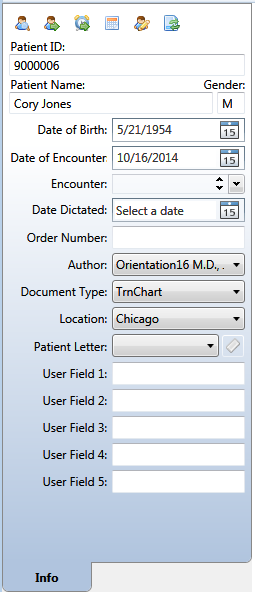 Patient ID:
9000006
Patient Name: Gender:
Cory Jones M
Date of Birth: 5/21/1954 15
Date of Encounter 10/16/2014 15
Encounter:
Date Dictated: Select a date 15
Order Number:
Author: Orientation16 M.D., .
Document Type: TrnChart
Location: Chicago
Patient Letter:
User Field 1:
User Field 2:
User Field 3:
User Field 4:
User Field 5:
Info